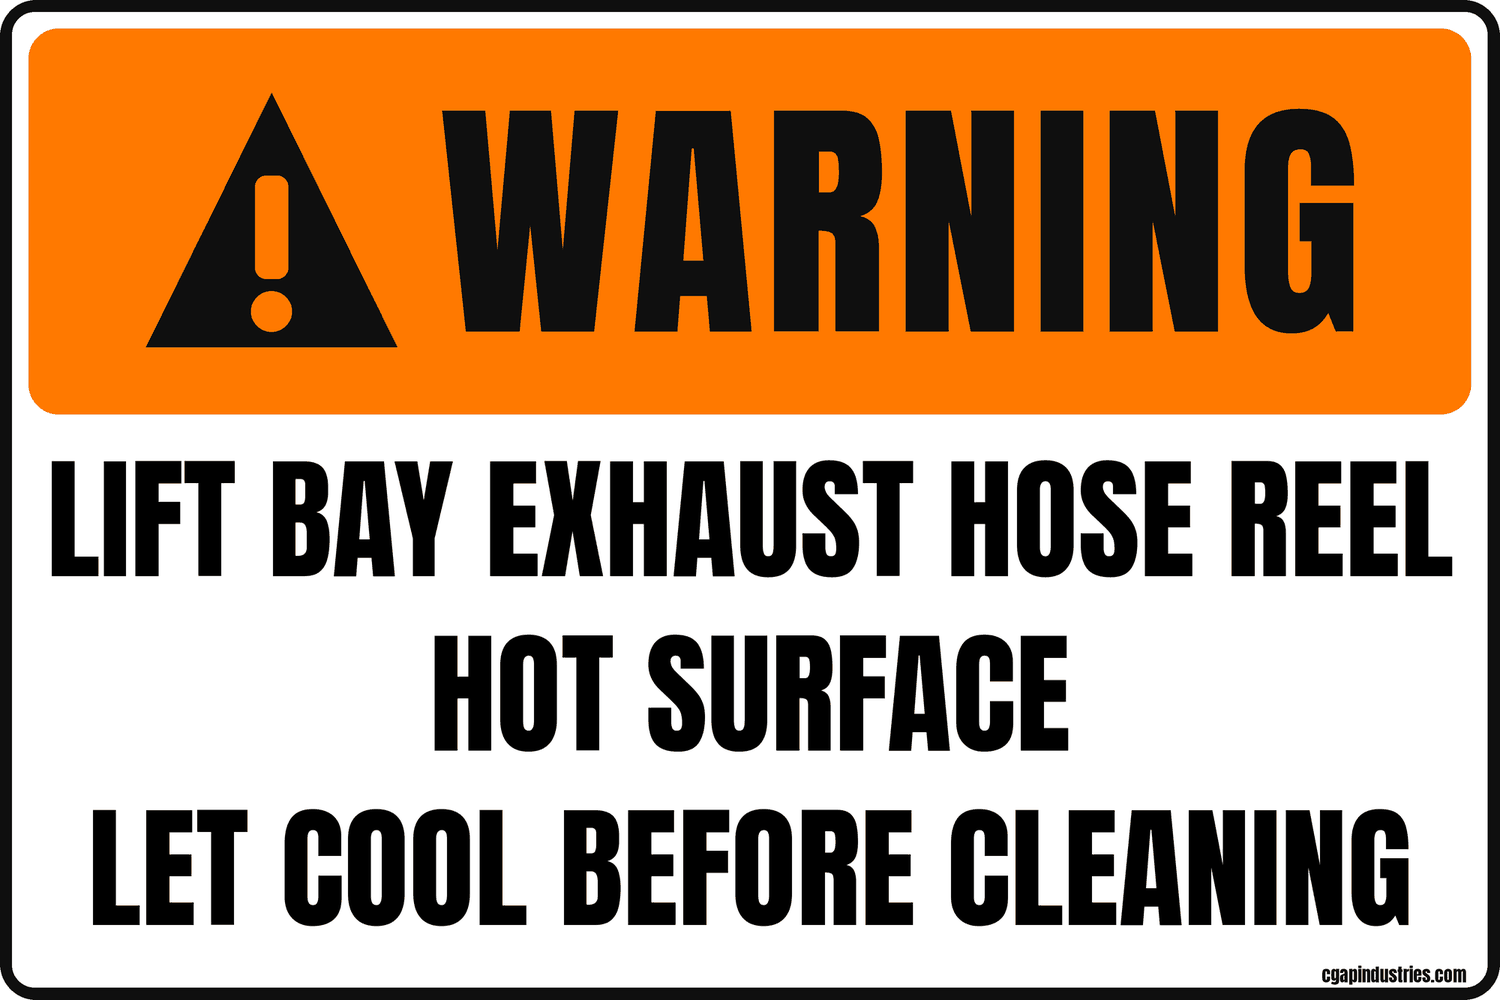 WARNING
LIFT BAY EXHAUST HOSE REEL
HOT SURFACE
LET COOL BEFORE CLEANING
cgapindustries.com